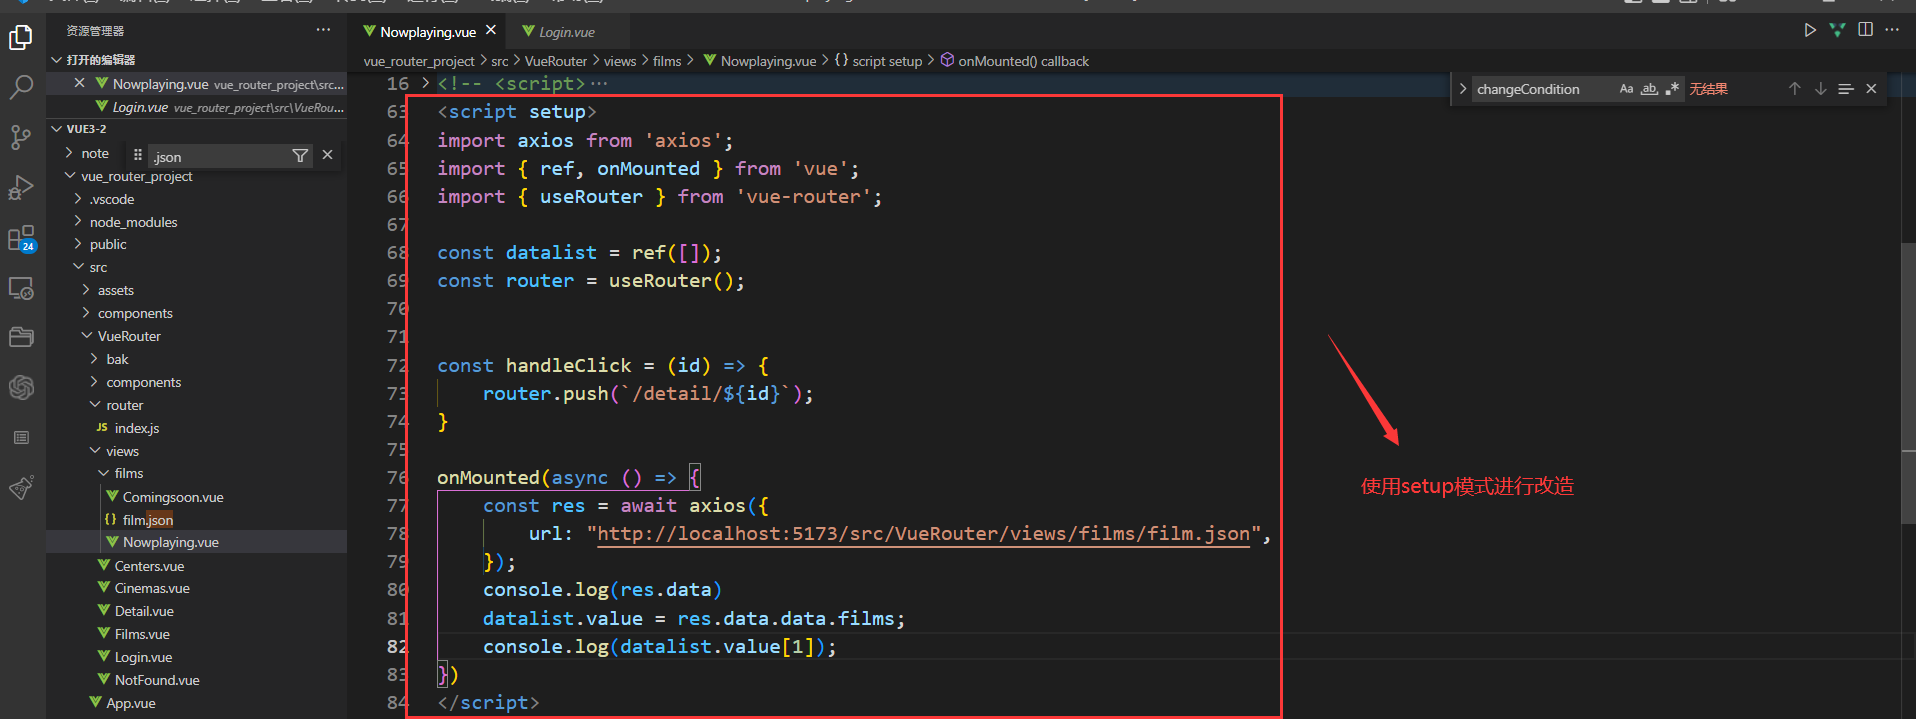 资源管理器
打开的编辑器
Nowplaying.vue vue_router_project\src...
Login.vue vue_router_project\src\VueRou...
VUE3-2
note
.json
vue_router_project
.vscode
node_modules
public
src
assets
components
VueRouter
bak
components
router
JS index.js
views
films
Comingsoon.vue
{} film.json
Nowplaying.vue
Centers.vue
Cinemas.vue
Detail.vue
Films.vue
Login.vue
NotFound.vue
App.vue
24
Nowplaying.vue
Login.vue
vue_router_project > src > VueRouter > views > films > Nowplaying.vue > {} script setup > onMounted() callback
changeCondition Aa ab .* 无结果
16 > <!-- <script>...
63 <script setup>
64 import axios from 'axios';
65 import { ref, onMounted } from 'vue';
66 import { useRouter } from 'vue-router';
67
68 const datalist = ref([]);
69 const router = useRouter();
70
71
72 const handleClick = (id) => {
73 router.push(`/detail/${id}`);
74 }
75
76 onMounted(async () => {
77 const res = await axios({
78 url: "http://localhost:5173/src/VueRouter/views/films/film.json",
79 });
80 console.log(res.data)
81 datalist.value = res.data.data.films;
82 console.log(datalist.value[1]);
83 })
84 </script>
使用setup模式进行改造